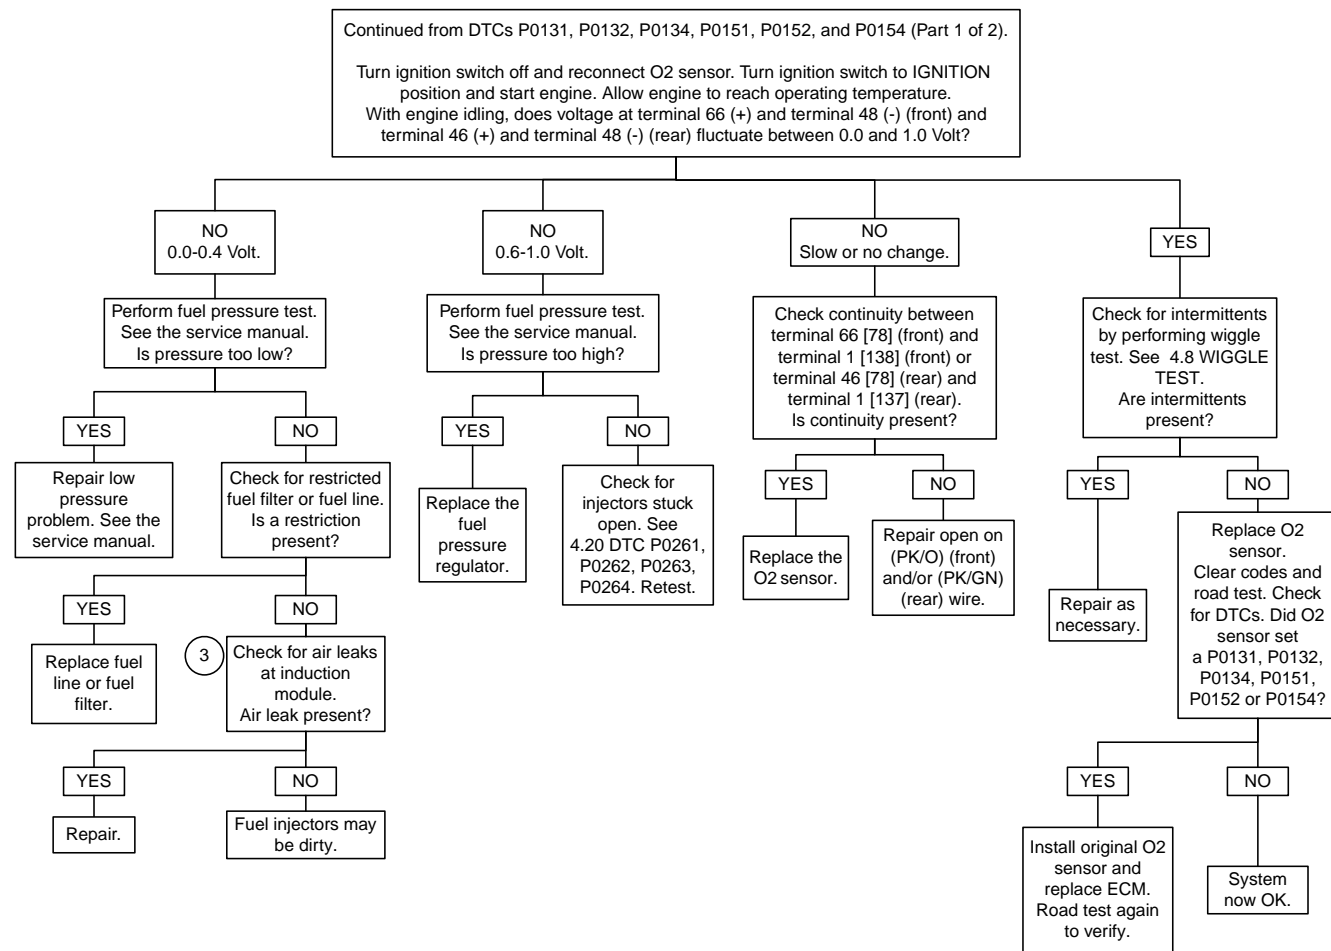 Continued from DTCs P0131, P0132, P0134, P0151, P0152, and P0154 (Part 1 of 2).
Turn ignition switch off and reconnect O2 sensor. Turn ignition switch to IGNITION
position and start engine. Allow engine to reach operating temperature.
With engine idling, does voltage at terminal 66 (+) and terminal 48 (-) (front) and
terminal 46 (+) and terminal 48 (-) (rear) fluctuate between 0.0 and 1.0 Volt?
NO
0.0-0.4 Volt.
Perform fuel pressure test.
See the service manual.
Is pressure too low?
YES
Repair low
pressure
problem. See the
service manual.
NO
Check for restricted
fuel filter or fuel line.
Is a restriction
present?
YES
Replace fuel
line or fuel
filter.
NO
3
Check for air leaks
at induction
module.
Air leak present?
YES
Repair.
NO
Fuel injectors may
be dirty.
NO
0.6-1.0 Volt.
Perform fuel pressure test.
See the service manual.
Is pressure too high?
YES
Replace the
fuel
pressure
regulator.
NO
Check for
injectors stuck
open. See
4.20 DTC P0261,
P0262, P0263,
P0264. Retest.
NO
Slow or no change.
Check continuity between
terminal 66 [78] (front) and
terminal 1 [138] (front) or
terminal 46 [78] (rear) and
terminal 1 [137] (rear).
Is continuity present?
YES
Replace the
O2 sensor.
NO
Repair open on
(PK/O) (front)
and/or (PK/GN)
(rear) wire.
YES
Check for intermittents
by performing wiggle
test. See 4.8 WIGGLE
TEST.
Are intermittents
present?
YES
Repair as
necessary.
NO
Replace O2
sensor.
Clear codes and
road test. Check
for DTCs. Did O2
sensor set
a P0131, P0132,
P0134, P0151,
P0152 or P0154?
YES
Install original O2
sensor and
replace ECM.
Road test again
to verify.
NO
System
now OK.